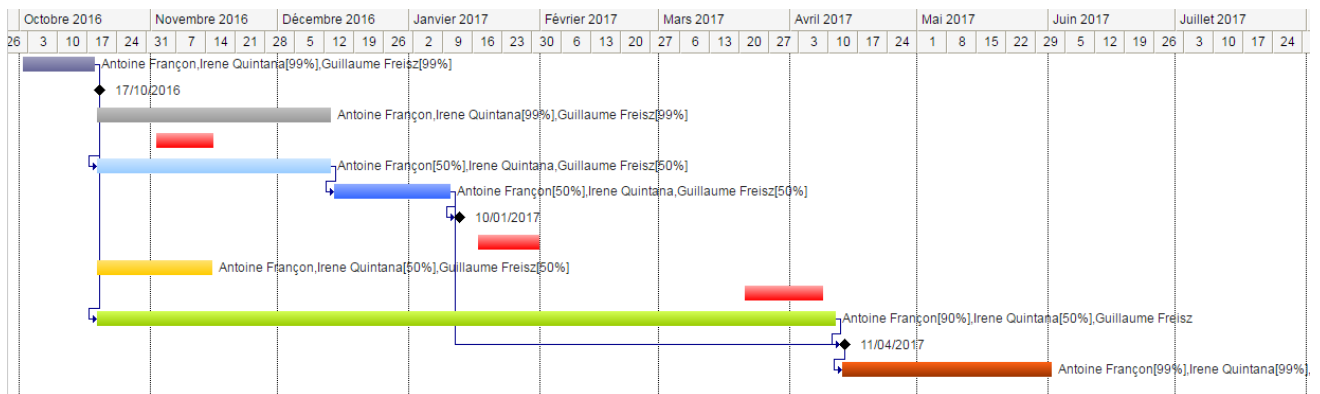 Octobre 2016 Novembre 2016 Décembre 2016 Janvier 2017 Février 2017 Mars 2017 Avril 2017 Mai 2017 Juin 2017 Juillet 2017
26 3 10 17 24 31 7 14 21 28 5 12 19 26 2 9 16 23 30 6 13 20 27 6 13 20 27 3 10 17 24 1 8 15 22 29 5 12 19 26 3 10 17 24
Antoine Françon,Irene Quintana[99%],Guillaume Freisz[99%]
17/10/2016
Antoine Françon,Irene Quintana[99%],Guillaume Freisz[99%]
Antoine Françon[50%],Irene Quintana,Guillaume Freisz[50%]
Antoine Françon[50%],Irene Quintana,Guillaume Freisz[50%]
10/01/2017
Antoine Françon,Irene Quintana[50%],Guillaume Freisz[50%]
Antoine Françon[90%],Irene Quintana[50%],Guillaume Freisz
11/04/2017
Antoine Françon[99%],Irene Quintana[99%],